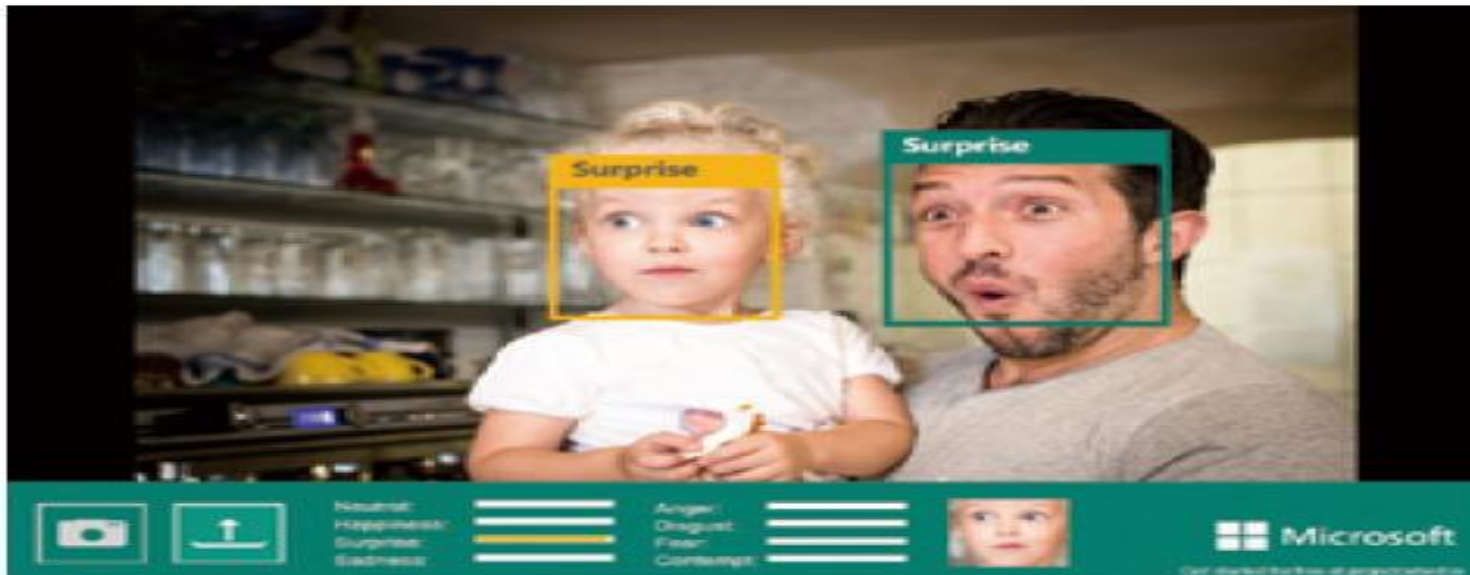 Surprise
Surprise
Neutral:
Happiness:
Surprise:
Sadness:
Anger:
Disgust:
Fear:
Contempt:
Microsoft